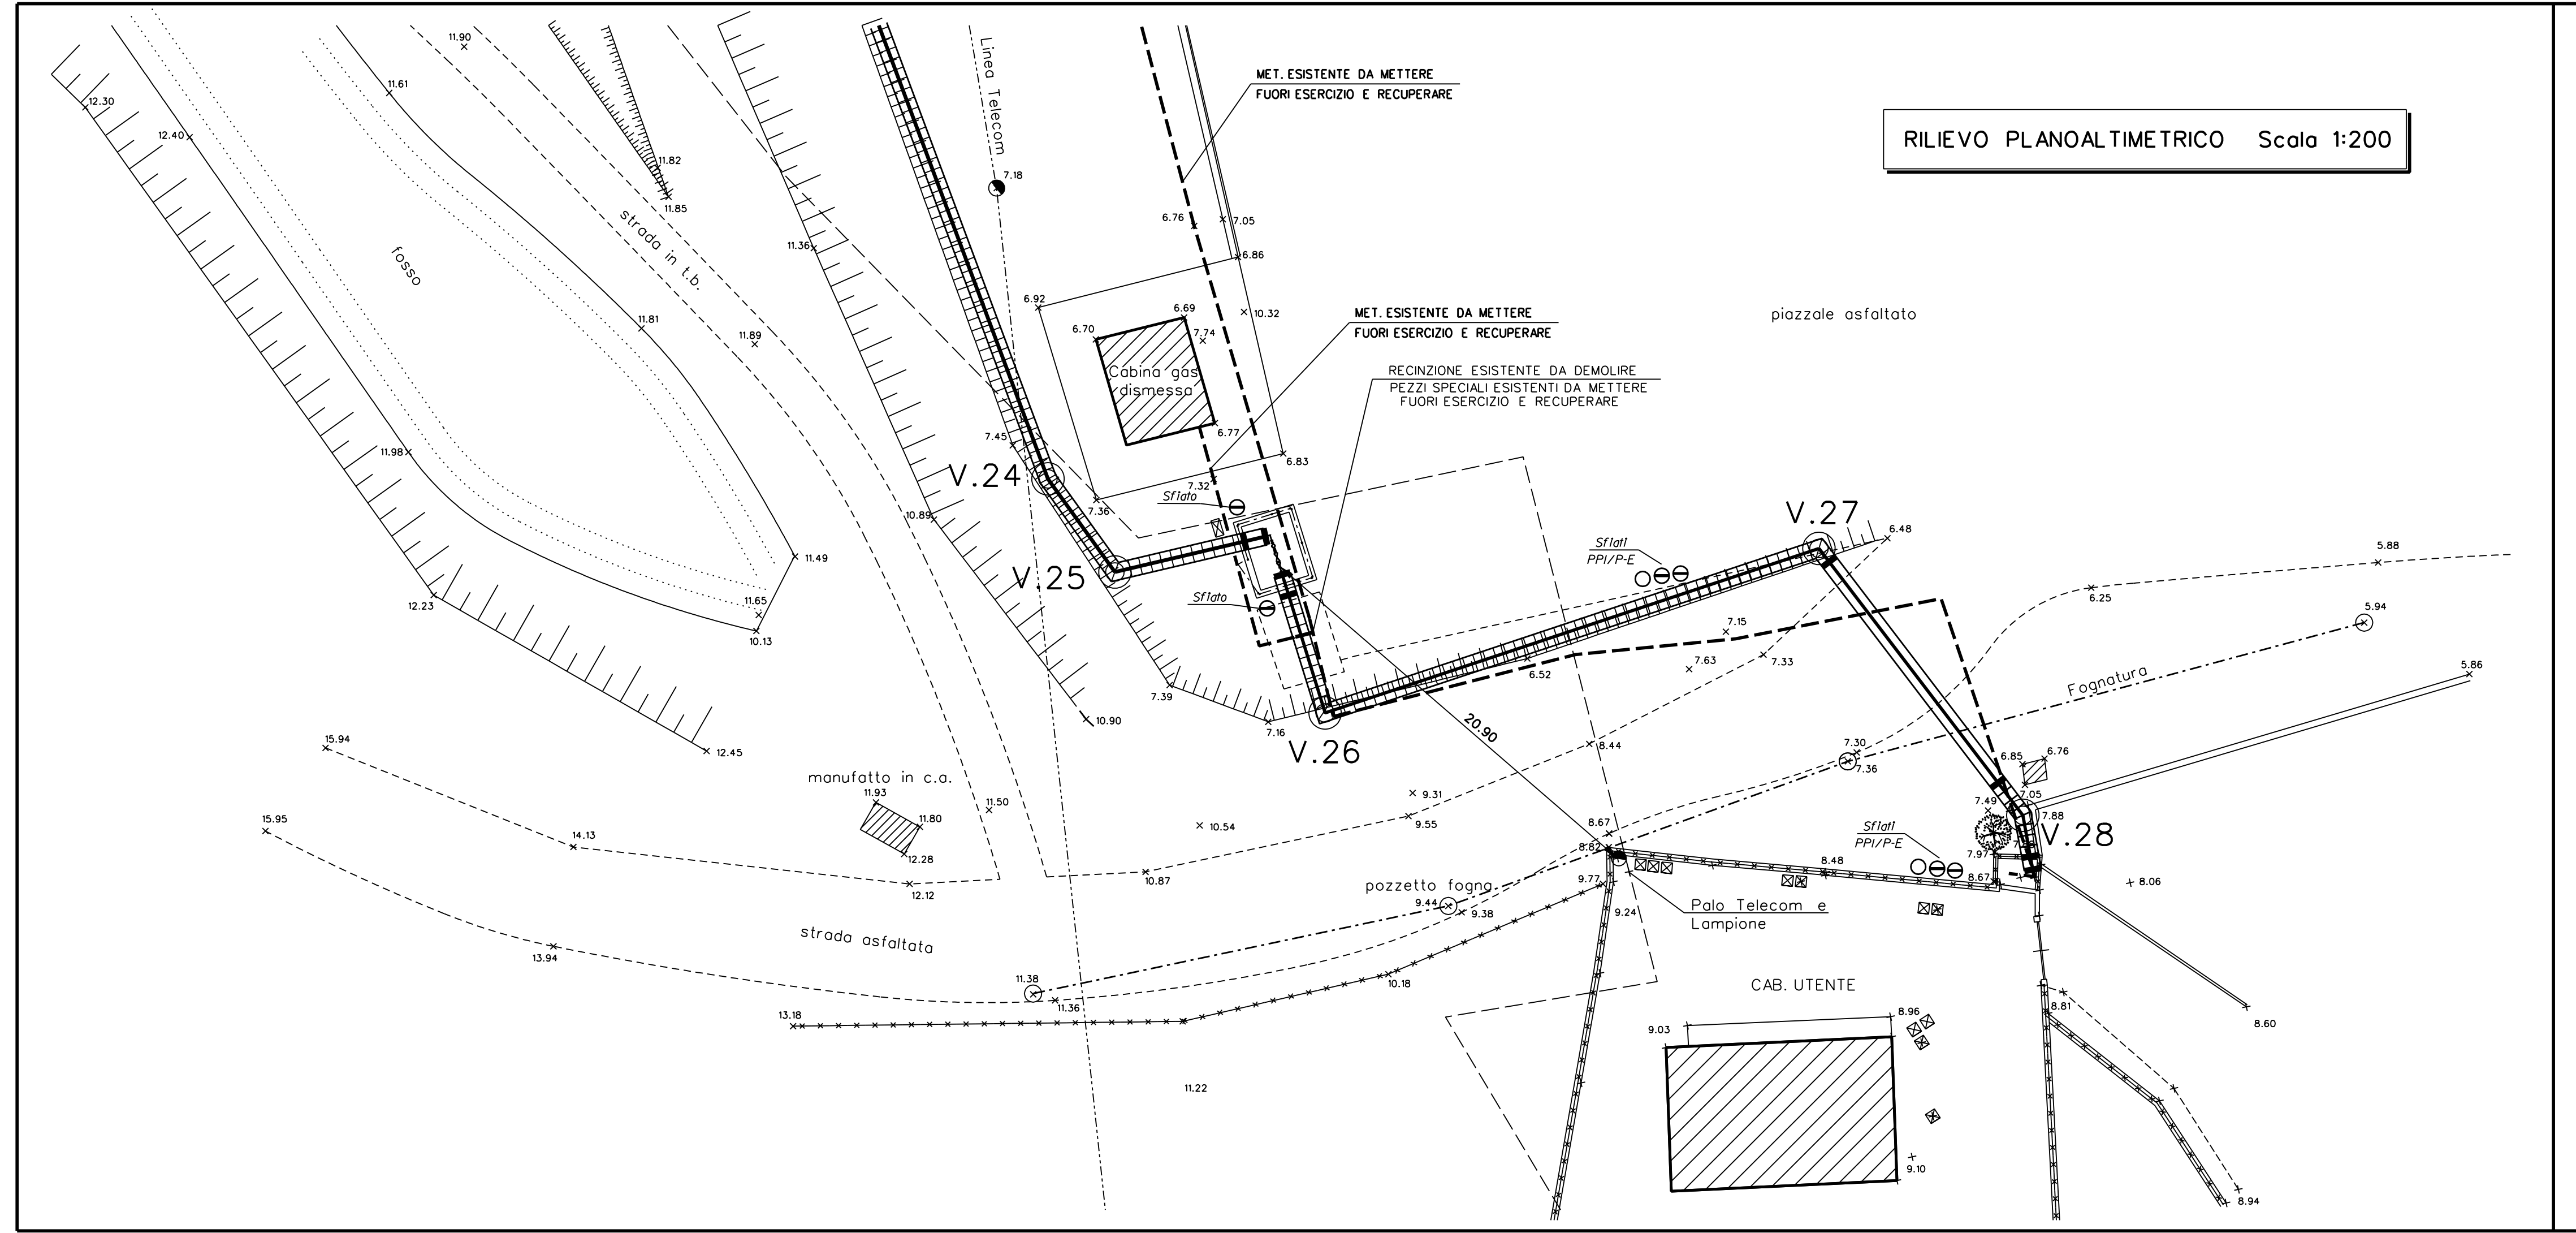 RILIEVO PLANOALTIMETRICO Scala 1:200
MET. ESISTENTE DA METTERE
FUORI ESERCIZIO E RECUPERARE
MET. ESISTENTE DA METTERE
FUORI ESERCIZIO E RECUPERARE
RECINZIONE ESISTENTE DA DEMOLIRE
PEZZI SPECIALI ESISTENTI DA METTERE
FUORI ESERCIZIO E RECUPERARE
Linea Telecom
7.18
11.90
11.61
12.30
12.40
11.82
11.85
strada in t.b.
fosso
11.36
6.76
7.05
6.86
6.92
6.69
10.32
6.70
7.74
Cabina gas
dismessa
piazzale asfaltato
11.81
11.89
6.77
7.45
6.83
11.98
V.24
7.32
Sfiato
7.36
10.89
V.27
6.48
11.49
V.25
Sfiati
PPI/P-E
5.88
6.25
5.94
Sfiato
12.23
11.65
10.13
7.15
7.63
7.33
6.52
5.86
Fognatura
7.39
7.16
10.90
20.90
V.26
8.44
7.30
7.36
6.85
6.76
15.94
12.45
manufatto in c.a.
11.93
11.80
12.28
11.50
9.31
10.54
9.55
7.05
7.49
7.88
V.28
15.95
14.13
12.12
10.87
8.67
8.82
8.48
Sfiati
PPI/P-E
7.97
8.67
8.06
pozzetto fogna
9.77
9.44
9.38
9.24
Palo Telecom e
Lampione
strada asfaltata
13.94
11.38
11.36
10.18
13.18
CAB. UTENTE
9.03
8.96
8.81
8.60
11.22
9.10
8.94